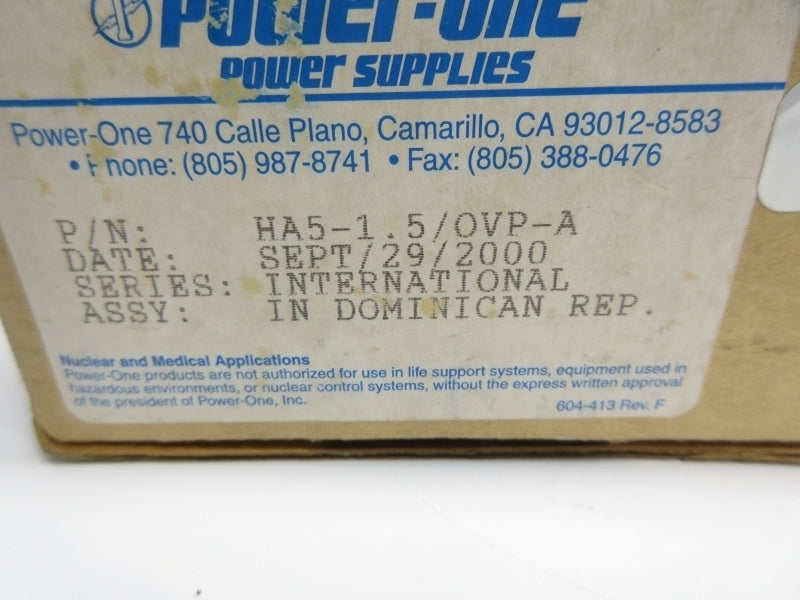 Power-One
POWER SUPPLIES
Power-One 740 Calle Plano, Camarillo, CA 93012-8583
• Phone: (805) 987-8741 • Fax: (805) 388-0476
P/N: HA5-1.5/OVP-A
DATE: SEPT/29/2000
SERIES: INTERNATIONAL
ASSY: IN DOMINICAN REP.
Nuclear and Medical Applications
Power-One products are not authorized for use in life support systems, equipment used in
hazardous environments, or nuclear control systems, without the express written approval
of the president of Power-One, Inc.
604-413 Rev. F